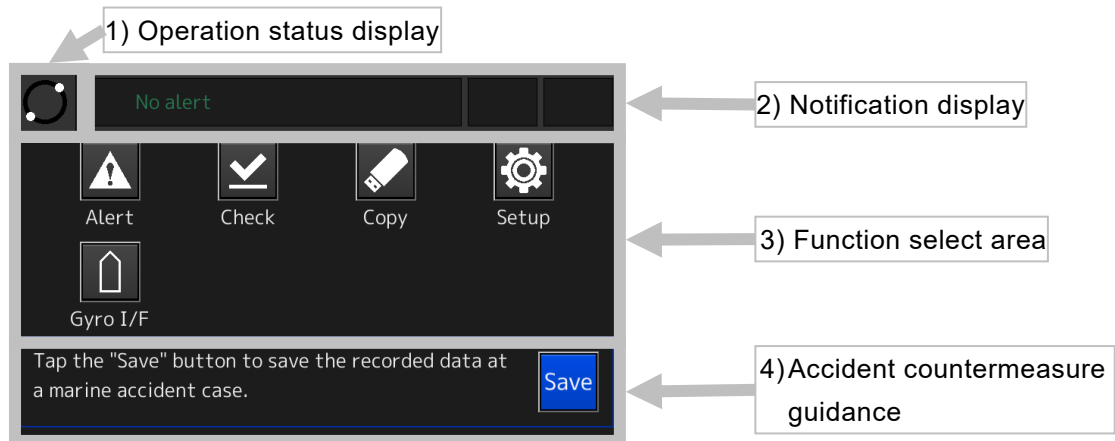 1) Operation status display
No alert
2) Notification display
Alert
Check
Copy
Setup
3) Function select area
Gyro I/F
Tap the "Save" button to save the recorded data at
a marine accident case.
Save
4)Accident countermeasure
guidance